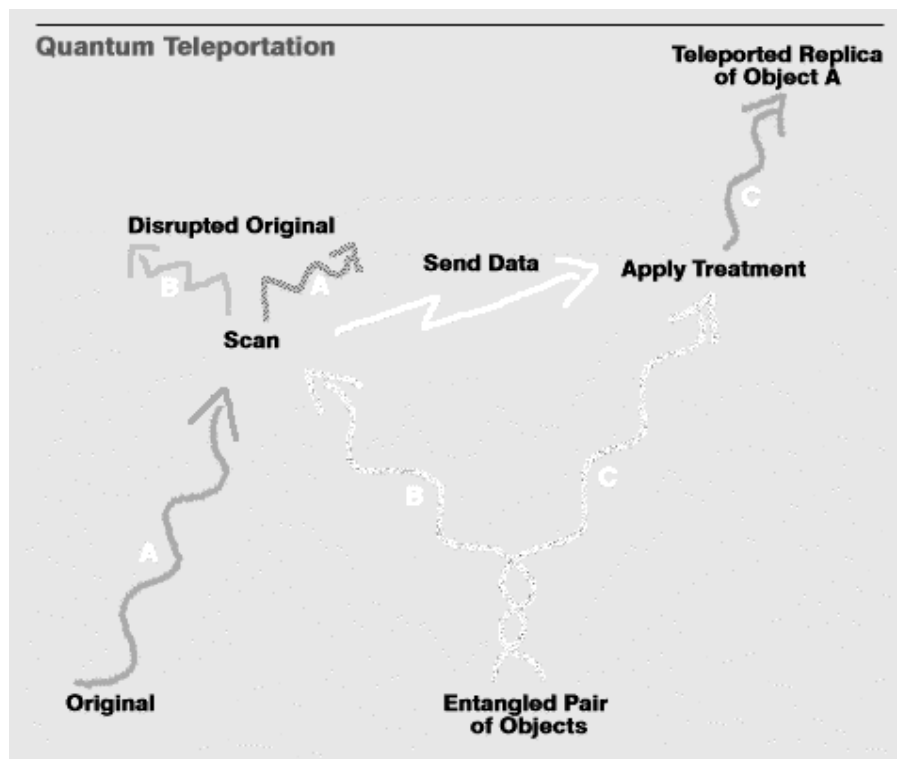 Quantum Teleportation
Teleported Replica
of Object A
C
Disrupted Original
B
A
Send Data
Apply Treatment
Scan
B
C
A
Original
Entangled Pair
of Objects